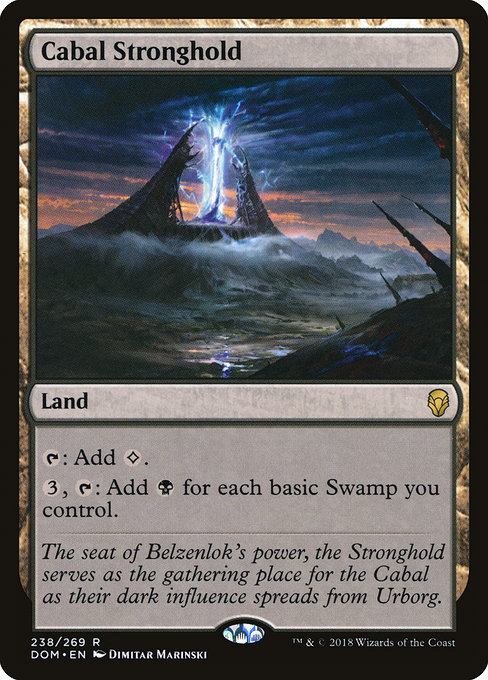 Cabal Stronghold
Land
: Add .
3, : Add for each basic Swamp you
control.
The seat of Belzenlok's power, the Stronghold
serves as the gathering place for the Cabal
as their dark influence spreads from Urborg.
238/269 R
DOM • EN Dimitar Marinski
™ & © 2018 Wizards of the Coast